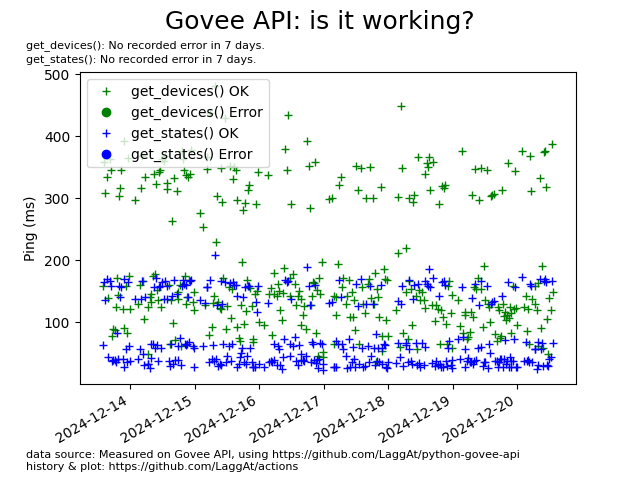 Govee API: is it working?
get_devices(): No recorded error in 7 days.
get_states(): No recorded error in 7 days.
get_devices() OK
get_devices() Error
get_states() OK
get_states() Error
Ping (ms)
500
400
300
200
100
2024-12-14
2024-12-15
2024-12-16
2024-12-17
2024-12-18
2024-12-19
2024-12-20
data source: Measured on Govee API, using https://github.com/LaggAt/python-govee-api
history & plot: https://github.com/LaggAt/actions